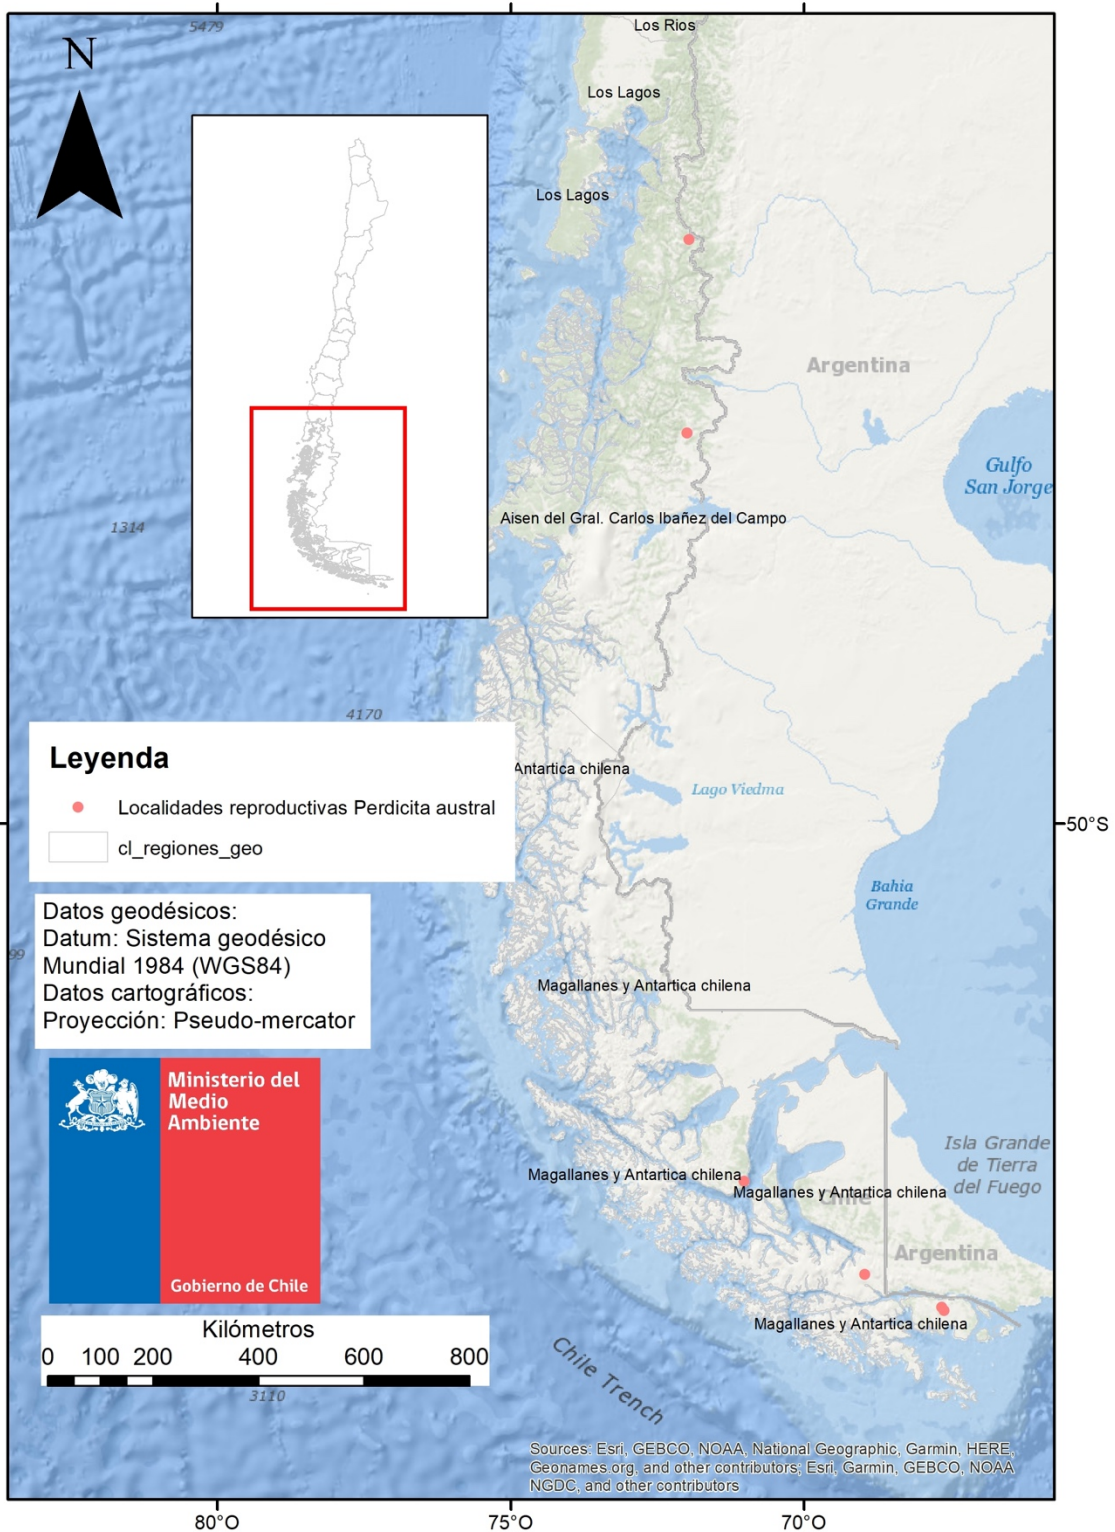 5479
Los Rios
N
Los Lagos
Los Lagos
Argentina
Gulfo
San Jorge
Aisen del Gral. Carlos Ibañez del Campo
1314
4170
Leyenda
Localidades reproductivas Perdicita austral
cl_regiones_geo
Antartica chilena
Lago Viedma
50°S
Bahia
Grande
Datos geodésicos:
Datum: Sistema geodésico
Mundial 1984 (WGS84)
Datos cartográficos:
Proyección: Pseudo-mercator
99
Magallanes y Antartica chilena
Ministerio del
Medio
Ambiente
Gobierno de Chile
Isla Grande
de Tierra
del Fuego
Magallanes y Antartica chilena
Magallanes y Antartica chilena
Chile
Argentina
Magallanes y Antartica chilena
Kilómetros
0 100 200 400 600 800
3110
Chile Trench
Sources: Esri, GEBCO, NOAA, National Geographic, Garmin, HERE,
Geonames.org, and other contributors; Esri, Garmin, GEBCO, NOAA
NGDC, and other contributors
80°O
75°O
70°O